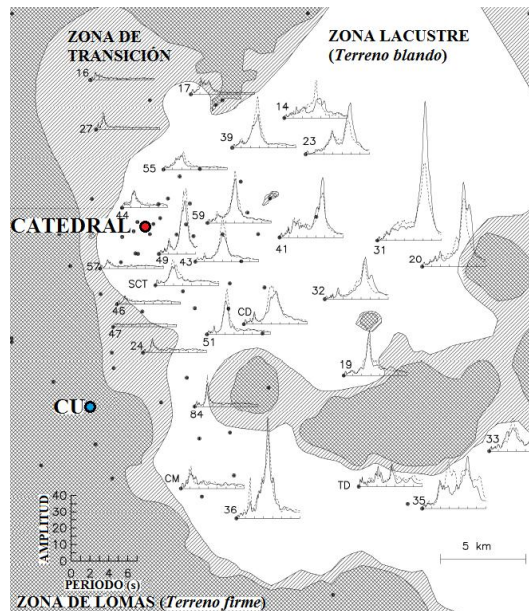 ZONA DE TRANSICIÓN
ZONA LACUSTRE
(Terreno blando)
16
17
14
27
39
23
55
44
59
CATEDRAL
41
31
49
43
57
20
SCT
46
32
CD
47
51
24
19
CU
84
33
CM
TD
36
35
40
30
20
10
0
AMPLITUD
0 2 4 6
PERIODO (s)
5 km
ZONA DE LOMAS (Terreno firme)